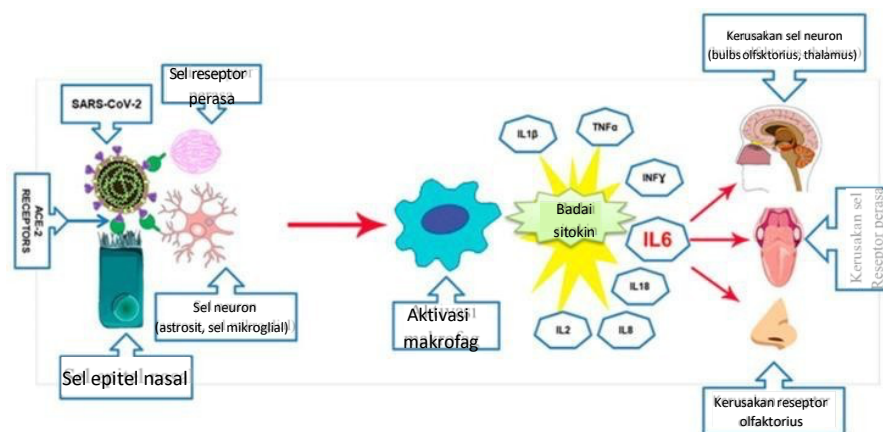 SARS-CoV-2
Sel reseptor
perasa
ACE-2
RECEPTORS
Sel neuron
(astrosit, sel mikroglial)
Sel epitel nasal
Aktivasi
makrofag
IL1β
TNFα
INFƔ
Badai
sitokin
IL6
IL18
IL2
IL8
Kerusakan sel neuron
(bulbs olfsktorius, thalamus)
Kerusakan sel
Reseptor perasa
Kerusakan reseptor
olfaktorius